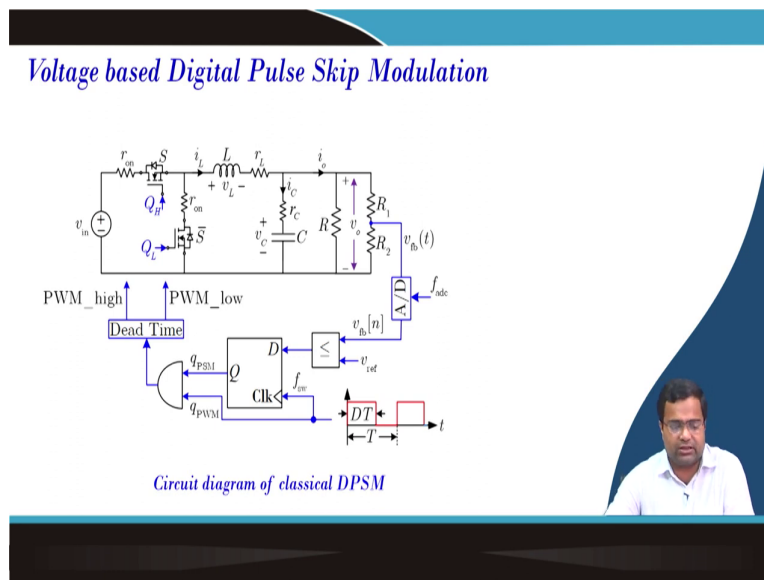 Voltage based Digital Pulse Skip Modulation
r_on S i_L L r_L i_o
+ v_L −
Q_H r_on i_C r_C + v_C − C R + v_o − R_1 R_2 v_fb(t)
v_in + −
Q_L S̅
PWM_high PWM_low
A/D f_adc
Dead Time
v_fb[n]
D ≤ v_ref
q_PSM Q f_sw
Clk
q_PWM
DT
T t
Circuit diagram of classical DPSM